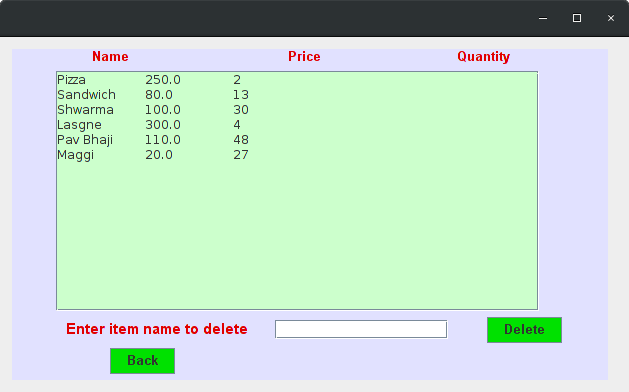 Name Price Quantity
Pizza 250.0 2
Sandwich 80.0 13
Shwarma 100.0 30
Lasgne 300.0 4
Pav Bhaji 110.0 48
Maggi 20.0 27
Enter item name to delete Delete
Back